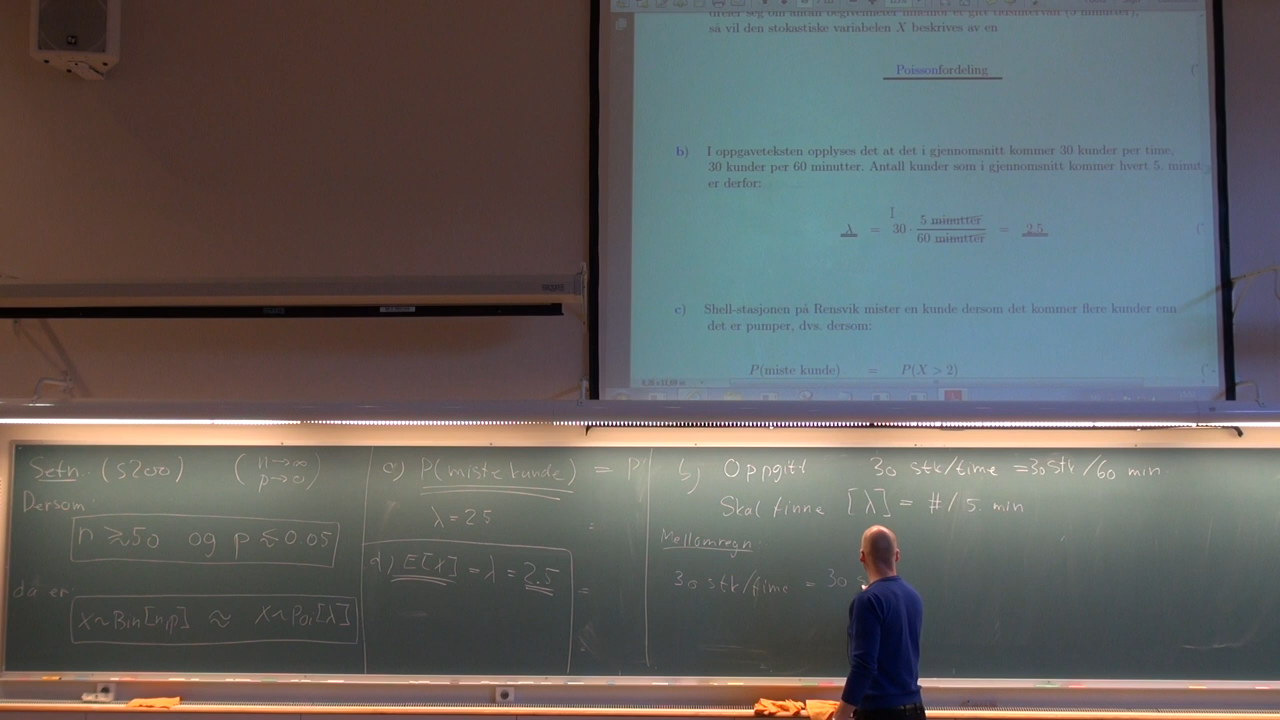 så vil den stokastiske variabelen X beskrives av en
Poissonfordeling
b) I oppgaveteksten opplyses det at det i gjennomsnitt kommer 30 kunder per time,
30 kunder per 60 minutter. Antall kunder som i gjennomsnitt kommer hvert 5. minut
er derfor:
λ = 30 · 5 minutter / 60 minutter = 2.5
c) Shell-stasjonen på Rensvik mister en kunde dersom det kommer flere kunder enn
det er pumper, dvs. dersom:
P(miste kunde) = P(X > 2)
Setn. (s200) (n→∞ p→0)
Dersom:
n ⩾ 50 og p ⩽ 0.05
da er:
X~Bin[n,p] ≈ X~Poi[λ]
c) P(miste kunde) = P
λ = 2.5
=
d) E[X] = λ = 2.5
=
b) Oppgitt 30 stk/time = 30 stk/60 min
Skal finne [λ] = #/5. min
Mellomregn:
30 stk/time = 30 s